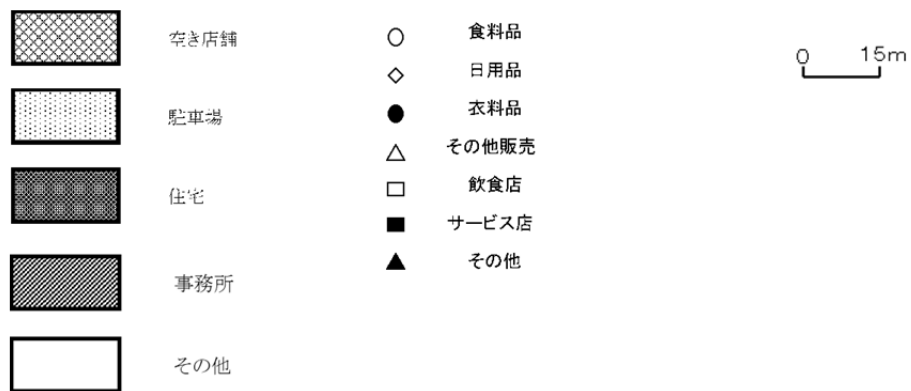 空き店舗
駐車場
住宅
事務所
その他
食料品
日用品
衣料品
その他販売
飲食店
サービス店
その他
0 15m